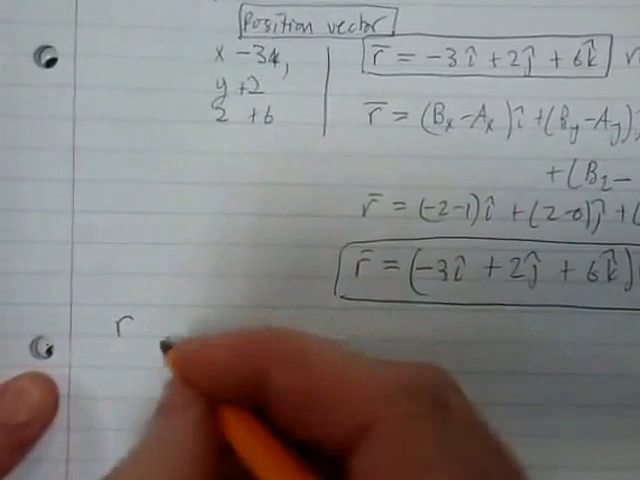 Position vector
x -3x,
y +2
z +6
r̄ = -3î + 2ĵ + 6k̂
r̄ = (Bx - Ax)î + (By - Ay)ĵ
+ (Bz -
r̄ = (-2-1)î + (2-0)ĵ + (
r̄ = (-3î + 2ĵ + 6k̂)
r